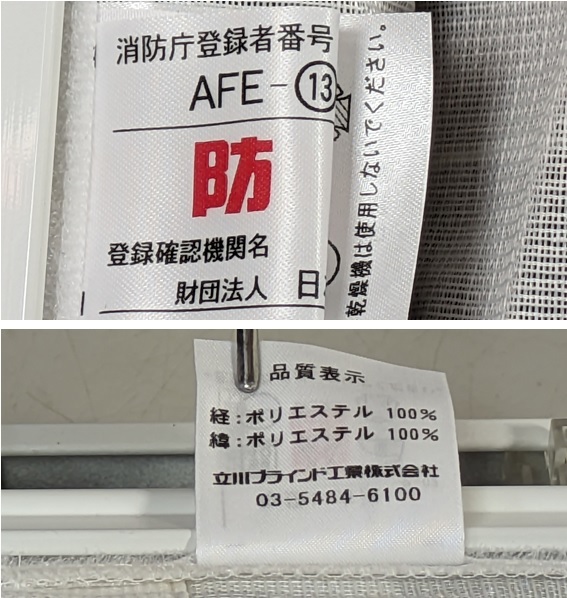 消防庁登録者番号
AFE-⑬
防
登録確認機関名
財団法人 日
乾燥機は使用しないでください。
品質表示
経:ポリエステル 100%
緯:ポリエステル 100%
立川ブラインド工業株式会社
03-5484-6100